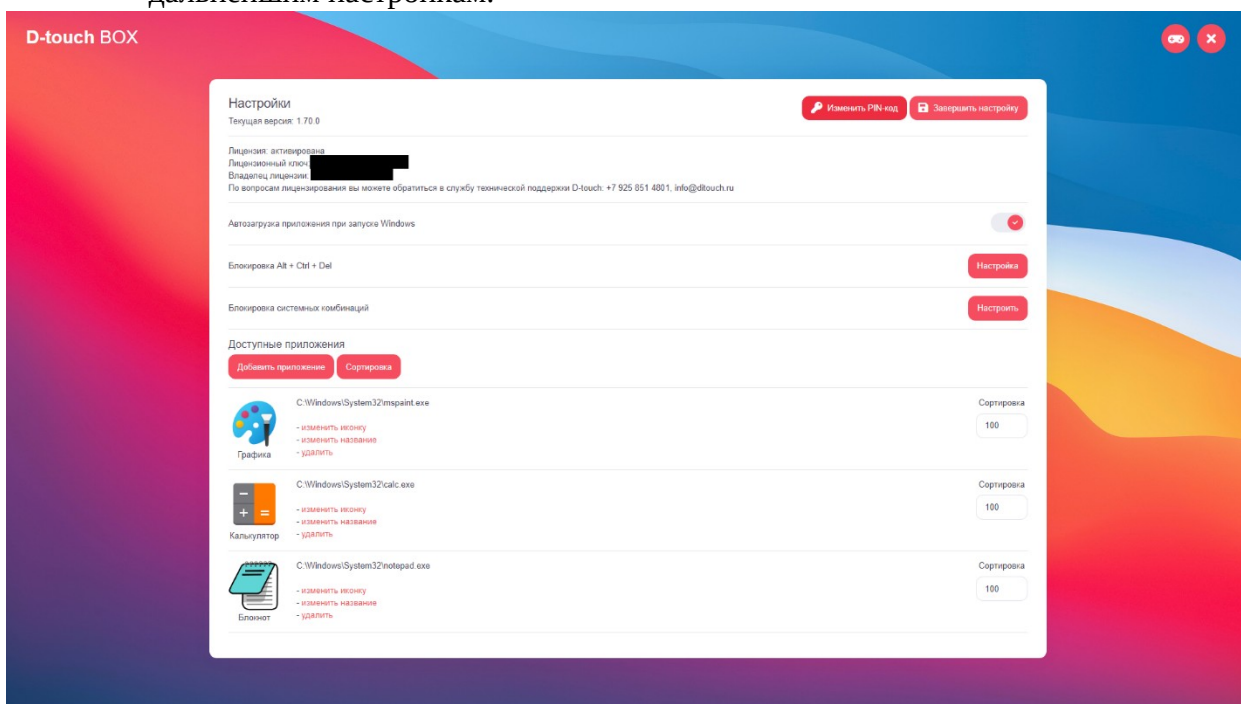 дальнейшим настройкам.
D-touch BOX
Настройки
Текущая версия: 1.70.0
Изменить PIN-код
Завершить настройку
Лицензия: активирована
Лицензионный ключ:
Владелец лицензии:
По вопросам лицензирования вы можете обратиться в службу технической поддержки D-touch: +7 925 851 4801, info@ditouch.ru
Автозагрузка приложения при запуске Windows
Блокировка Alt + Ctrl + Del
Настройка
Блокировка системных комбинаций
Настроить
Доступные приложения
Добавить приложение
Сортировка
C:\Windows\System32\mspaint.exe
Сортировка
- изменить иконку
100
- изменить название
- удалить
Графика
C:\Windows\System32\calc.exe
Сортировка
- изменить иконку
100
- изменить название
- удалить
Калькулятор
C:\Windows\System32\notepad.exe
Сортировка
- изменить иконку
100
- изменить название
- удалить
Блокнот